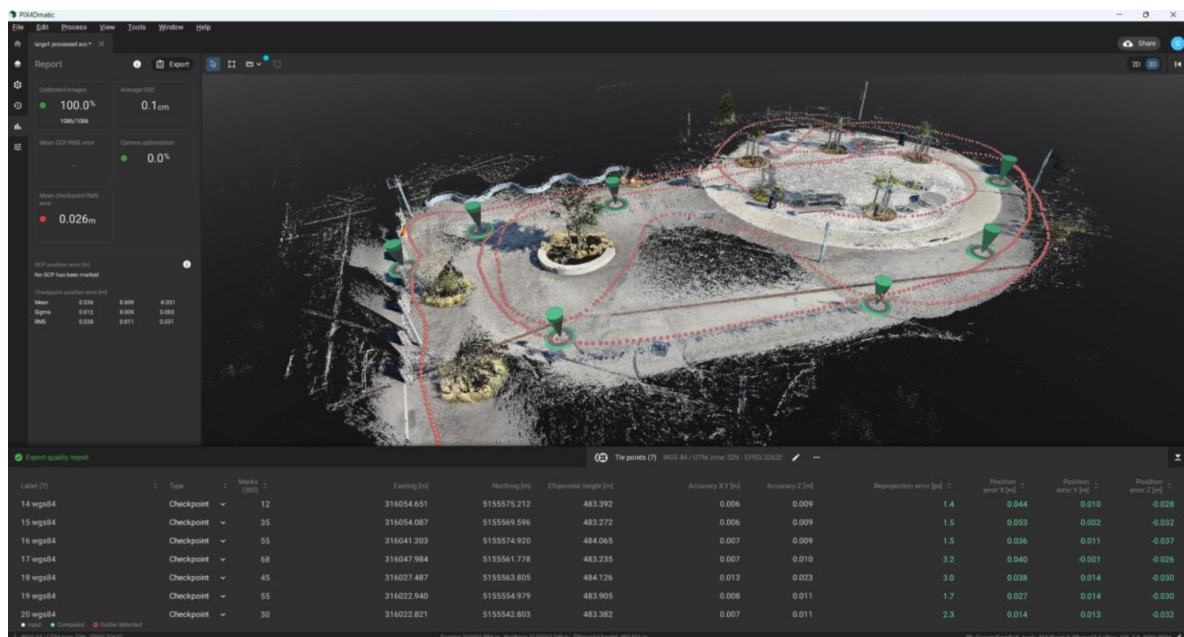 PIX4Dmatic
File Edit Process View Tools Window Help
large1 processed acc*
Share
C
Report
Export
2D 3D
Calibrated images
100.0%
1086/1086
Average GSD
0.1 cm
Mean GCP RMS error
-
Camera optimization
0.0%
Mean checkpoint RMS error
0.026m
GCP position error [m]
No GCP has been marked
Checkpoint position error [m]
Mean 0.036 0.009 -0.031
Sigma 0.012 0.005 0.003
RMS 0.038 0.011 0.031
Export quality report
Tie points (7) WGS 84 / UTM zone 32N - EPSG:32632
Label (7) Type Marks (300) Easting [m] Northing [m] Ellipsoidal height [m] Accuracy X,Y [m] Accuracy Z [m] Reprojection error [px] Position error X [m] Position error Y [m] Position error Z [m]
14 wgs84 Checkpoint 12 316054.651 5155575.212 483.392 0.006 0.009 1.4 0.044 0.010 -0.028
15 wgs84 Checkpoint 35 316054.087 5155569.596 483.272 0.006 0.009 1.5 0.053 0.002 -0.032
16 wgs84 Checkpoint 55 316041.203 5155574.920 484.065 0.007 0.009 1.5 0.036 0.011 -0.037
17 wgs84 Checkpoint 68 316047.984 5155561.778 483.235 0.007 0.010 3.2 0.040 -0.001 -0.026
18 wgs84 Checkpoint 45 316027.487 5155563.805 484.126 0.013 0.023 3.0 0.038 0.014 -0.030
19 wgs84 Checkpoint 55 316022.940 5155554.979 483.905 0.008 0.011 1.7 0.027 0.014 -0.030
20 wgs84 Checkpoint 30 316022.821 5155542.803 483.382 0.007 0.011 2.3 0.014 0.013 -0.032
Input Computed Outlier detected